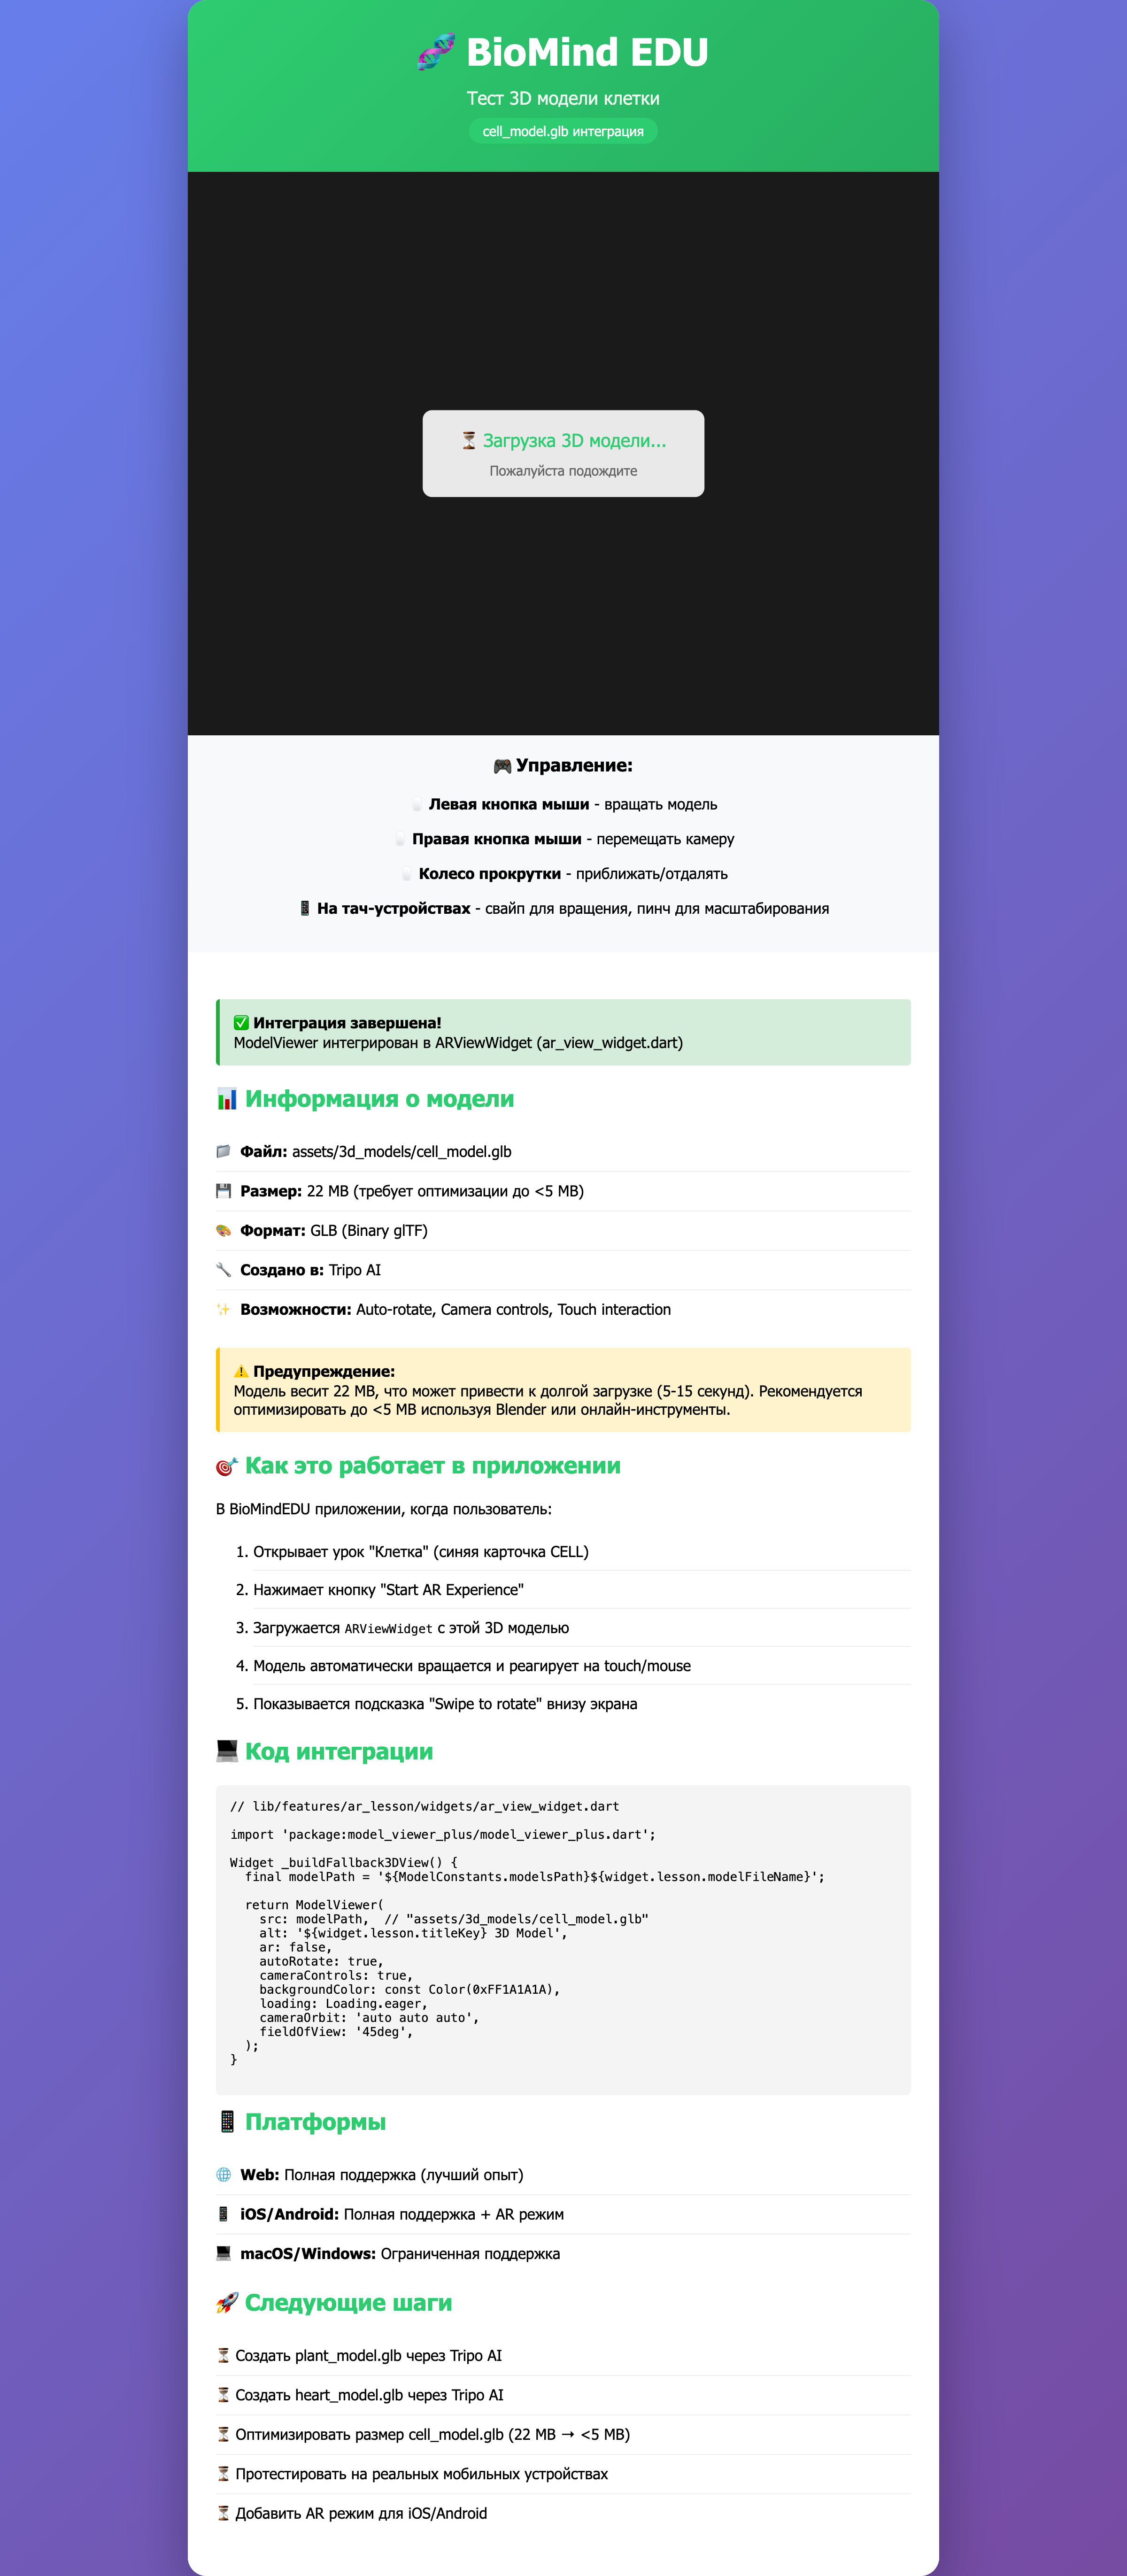 🧬 BioMind EDU
Тест 3D модели клетки
cell_model.glb интеграция
⏳ Загрузка 3D модели...
Пожалуйста подождите
🎮 Управление:
🖱️ Левая кнопка мыши - вращать модель
🖱️ Правая кнопка мыши - перемещать камеру
🖱️ Колесо прокрутки - приближать/отдалять
📱 На тач-устройствах - свайп для вращения, пинч для масштабирования
✅ Интеграция завершена!
ModelViewer интегрирован в ARViewWidget (ar_view_widget.dart)
📊 Информация о модели
📁 Файл: assets/3d_models/cell_model.glb
💾 Размер: 22 MB (требует оптимизации до <5 MB)
🎨 Формат: GLB (Binary glTF)
🔧 Создано в: Tripo AI
✨ Возможности: Auto-rotate, Camera controls, Touch interaction
⚠️ Предупреждение:
Модель весит 22 MB, что может привести к долгой загрузке (5-15 секунд). Рекомендуется
оптимизировать до <5 MB используя Blender или онлайн-инструменты.
🎯 Как это работает в приложении
В BioMindEDU приложении, когда пользователь:
1. Открывает урок "Клетка" (синяя карточка CELL)
2. Нажимает кнопку "Start AR Experience"
3. Загружается ARViewWidget с этой 3D моделью
4. Модель автоматически вращается и реагирует на touch/mouse
5. Показывается подсказка "Swipe to rotate" внизу экрана
💻 Код интеграции
// lib/features/ar_lesson/widgets/ar_view_widget.dart
import 'package:model_viewer_plus/model_viewer_plus.dart';
Widget _buildFallback3DView() {
  final modelPath = '${ModelConstants.modelsPath}${widget.lesson.modelFileName}';
  return ModelViewer(
    src: modelPath,  // "assets/3d_models/cell_model.glb"
    alt: '${widget.lesson.titleKey} 3D Model',
    ar: false,
    autoRotate: true,
    cameraControls: true,
    backgroundColor: const Color(0xFF1A1A1A),
    loading: Loading.eager,
    cameraOrbit: 'auto auto auto',
    fieldOfView: '45deg',
  );
}
📱 Платформы
🌐 Web: Полная поддержка (лучший опыт)
📱 iOS/Android: Полная поддержка + AR режим
💻 macOS/Windows: Ограниченная поддержка
🚀 Следующие шаги
⏳ Создать plant_model.glb через Tripo AI
⏳ Создать heart_model.glb через Tripo AI
⏳ Оптимизировать размер cell_model.glb (22 MB → <5 MB)
⏳ Протестировать на реальных мобильных устройствах
⏳ Добавить AR режим для iOS/Android